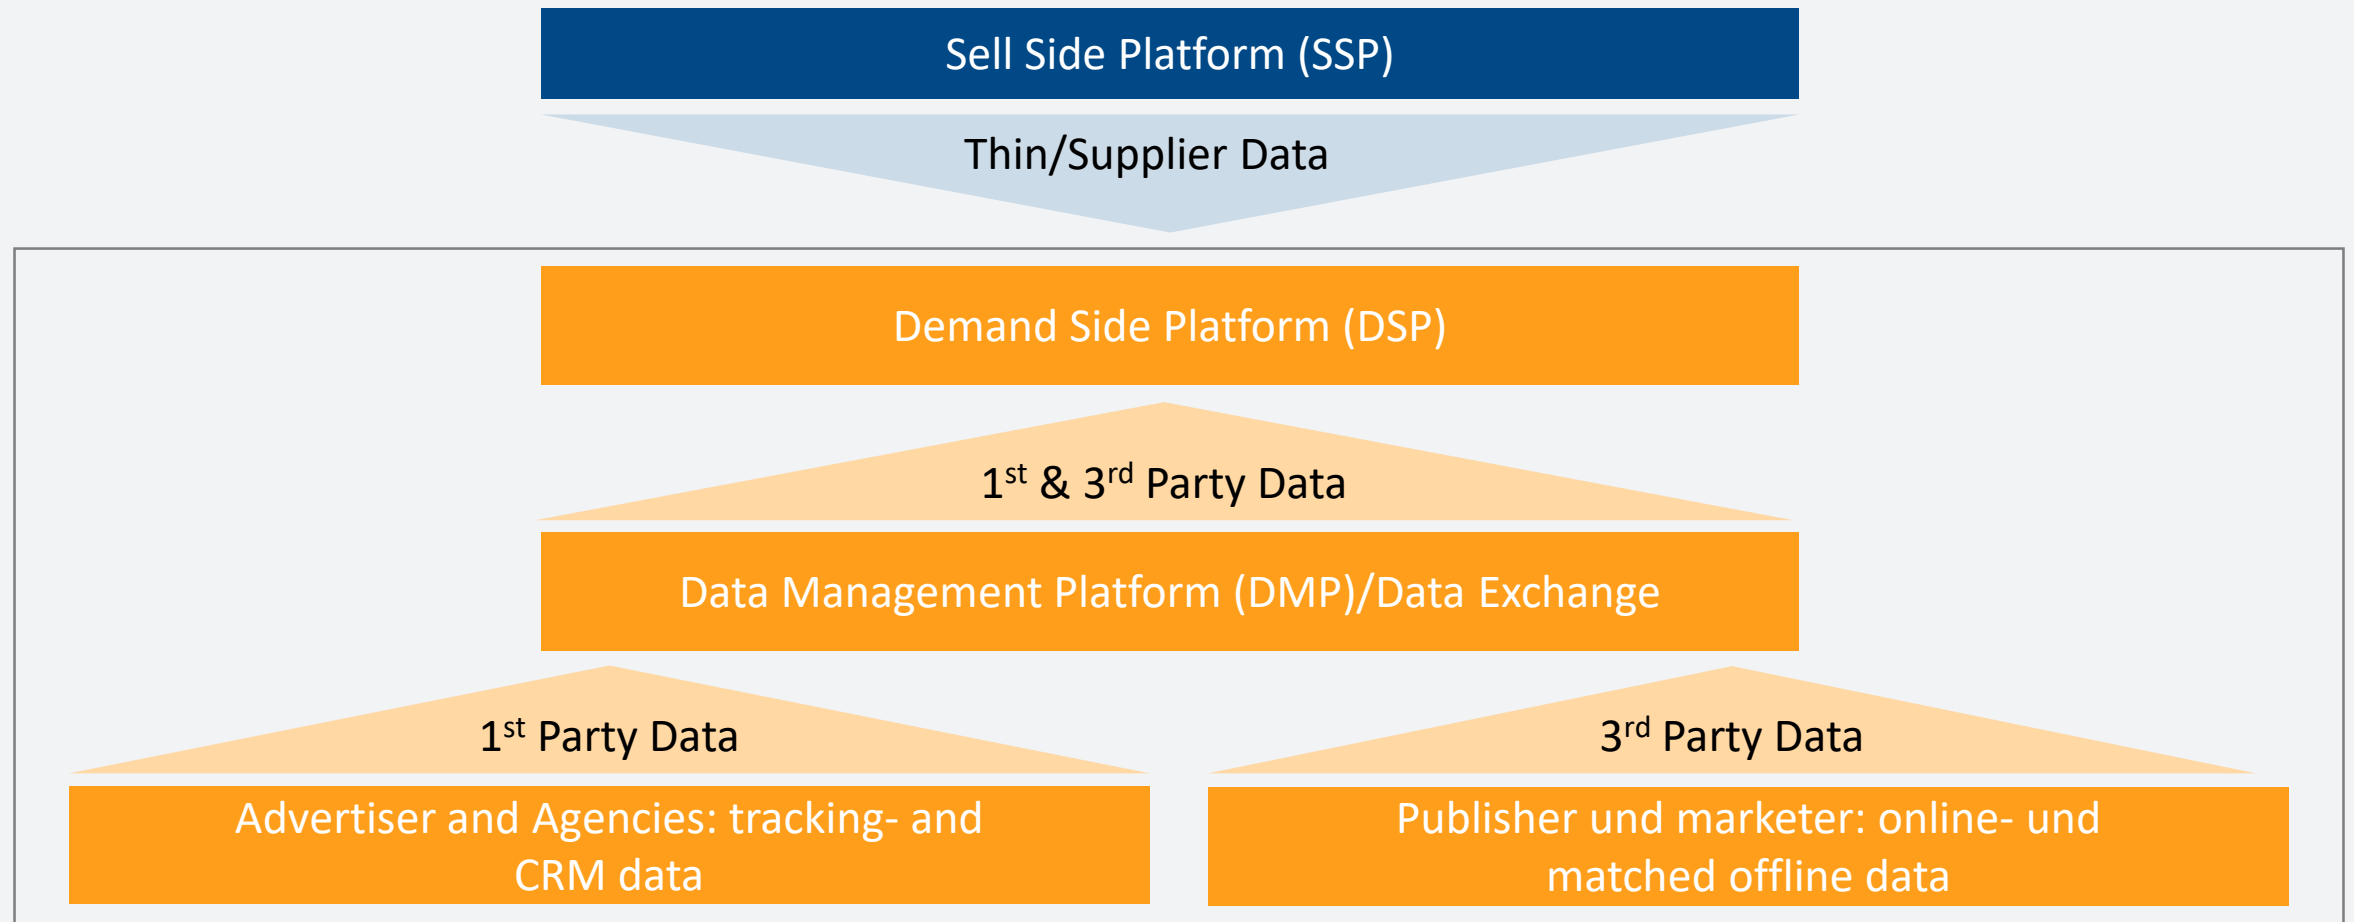 Sell Side Platform (SSP)
Thin/Supplier Data
Demand Side Platform (DSP)
1st & 3rd Party Data
Data Management Platform (DMP)/Data Exchange
1st Party Data
3rd Party Data
Advertiser and Agencies: tracking- and
CRM data
Publisher und marketer: online- und
matched offline data